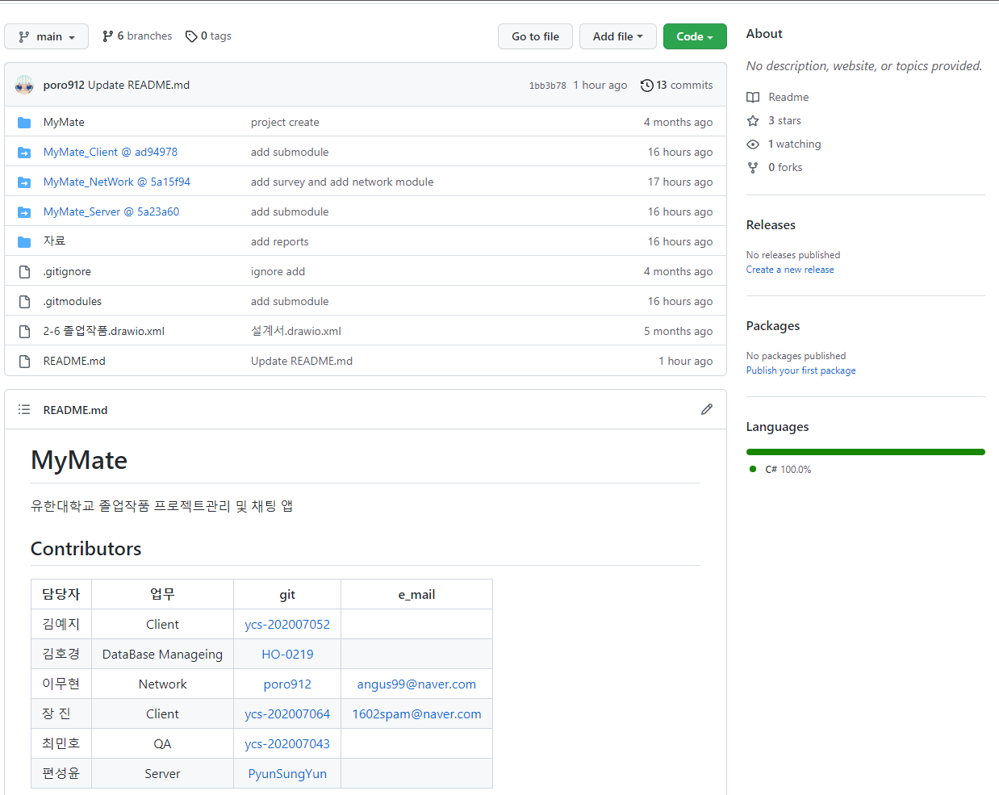 main
6 branches
0 tags
Go to file
Add file
Code
poro912 Update README.md
1bb3b78 1 hour ago
13 commits
MyMate project create 4 months ago
MyMate_Client @ ad94978 add submodule 16 hours ago
MyMate_NetWork @ 5a15f94 add survey and add network module 17 hours ago
MyMate_Server @ 5a23a60 add submodule 16 hours ago
자료 add reports 16 hours ago
.gitignore ignore add 4 months ago
.gitmodules add submodule 16 hours ago
2-6 졸업작품.drawio.xml 설계서.drawio.xml 5 months ago
README.md Update README.md 1 hour ago
README.md
MyMate
유한대학교 졸업작품 프로젝트관리 및 채팅 앱
Contributors
담당자 업무 git e_mail
김예지 Client ycs-202007052
김호경 DataBase Manageing HO-0219
이무현 Network poro912 angus99@naver.com
장 진 Client ycs-202007064 1602spam@naver.com
최민호 QA ycs-202007043
편성윤 Server PyunSungYun
About
No description, website, or topics provided.
Readme
3 stars
1 watching
0 forks
Releases
No releases published
Create a new release
Packages
No packages published
Publish your first package
Languages
C# 100.0%